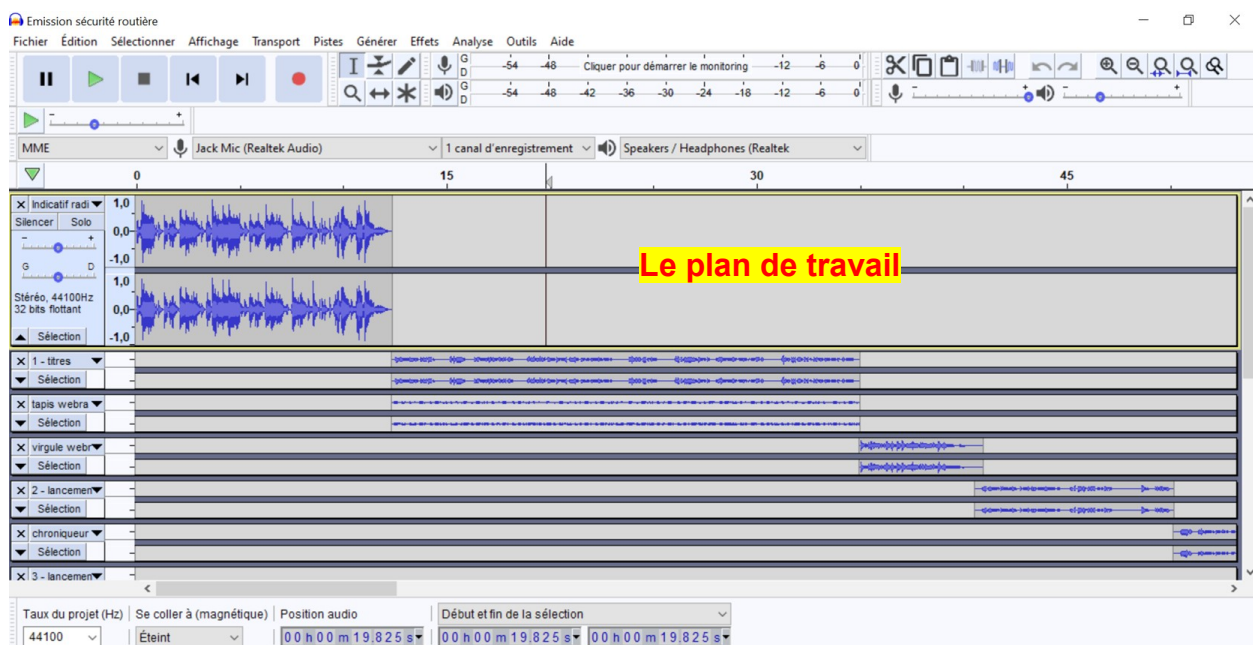 Emission sécurité routière
Fichier Édition Sélectionner Affichage Transport Pistes Générer Effets Analyse Outils Aide
G -54 -48 Cliquer pour démarrer le monitoring -12 -6 0
D
G -54 -48 -42 -36 -30 -24 -18 -12 -6 0
D
- +
- +
- +
MME Jack Mic (Realtek Audio) 1 canal d'enregistrement Speakers / Headphones (Realtek
0 15 30 45
X Indicatif radi 1,0
Silencer Solo
- + 0,0
-1,0
G D
1,0
Stéréo, 44100Hz
32 bits flottant 0,0
Sélection -1,0
Le plan de travail
X 1 - titres
Sélection
X tapis webra
Sélection
X virgule webr
Sélection
X 2 - lancemen
Sélection
X chroniqueur
Sélection
X 3 - lancemen
Taux du projet (Hz) Se coller à (magnétique) Position audio Début et fin de la sélection
44100 Éteint 00 h 00 m 19.825 s 00 h 00 m 19.825 s 00 h 00 m 19.825 s